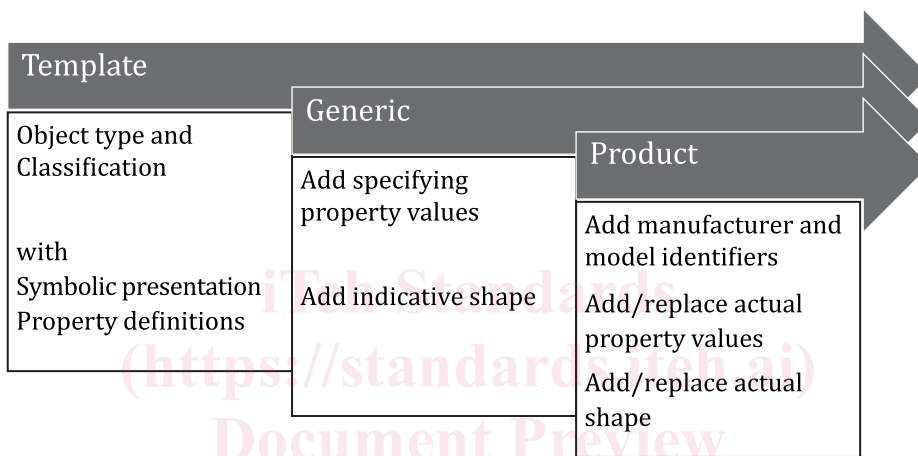 Template
Object type and
Classification
with
Symbolic presentation
Property definitions
Generic
Add specifying
property values
Add indicative shape
Product
Add manufacturer and
model identifiers
Add/replace actual
property values
Add/replace actual
shape
iTeh Standards
(https://standards.iteh.ai)
Document Preview